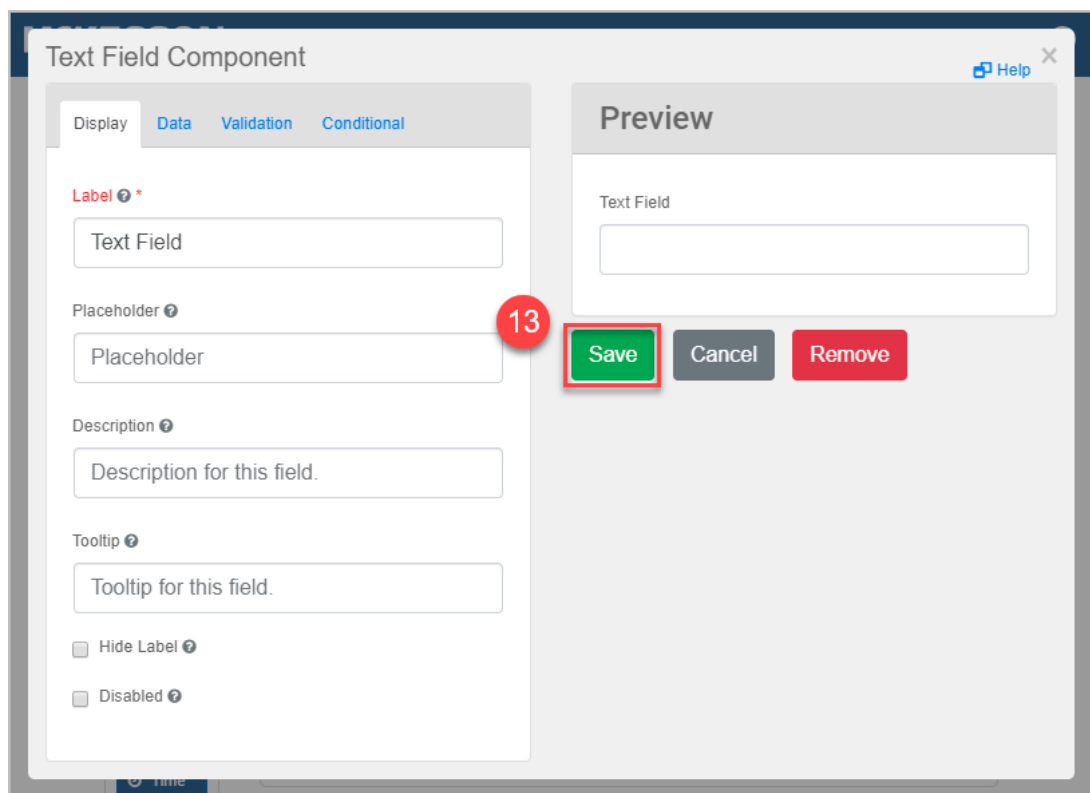 Text Field Component
Help
Display Data Validation Conditional
Label *
Text Field
Placeholder
Placeholder
Description
Description for this field.
Tooltip
Tooltip for this field.
Hide Label
Disabled
Preview
Text Field
13
Save Cancel Remove
Time